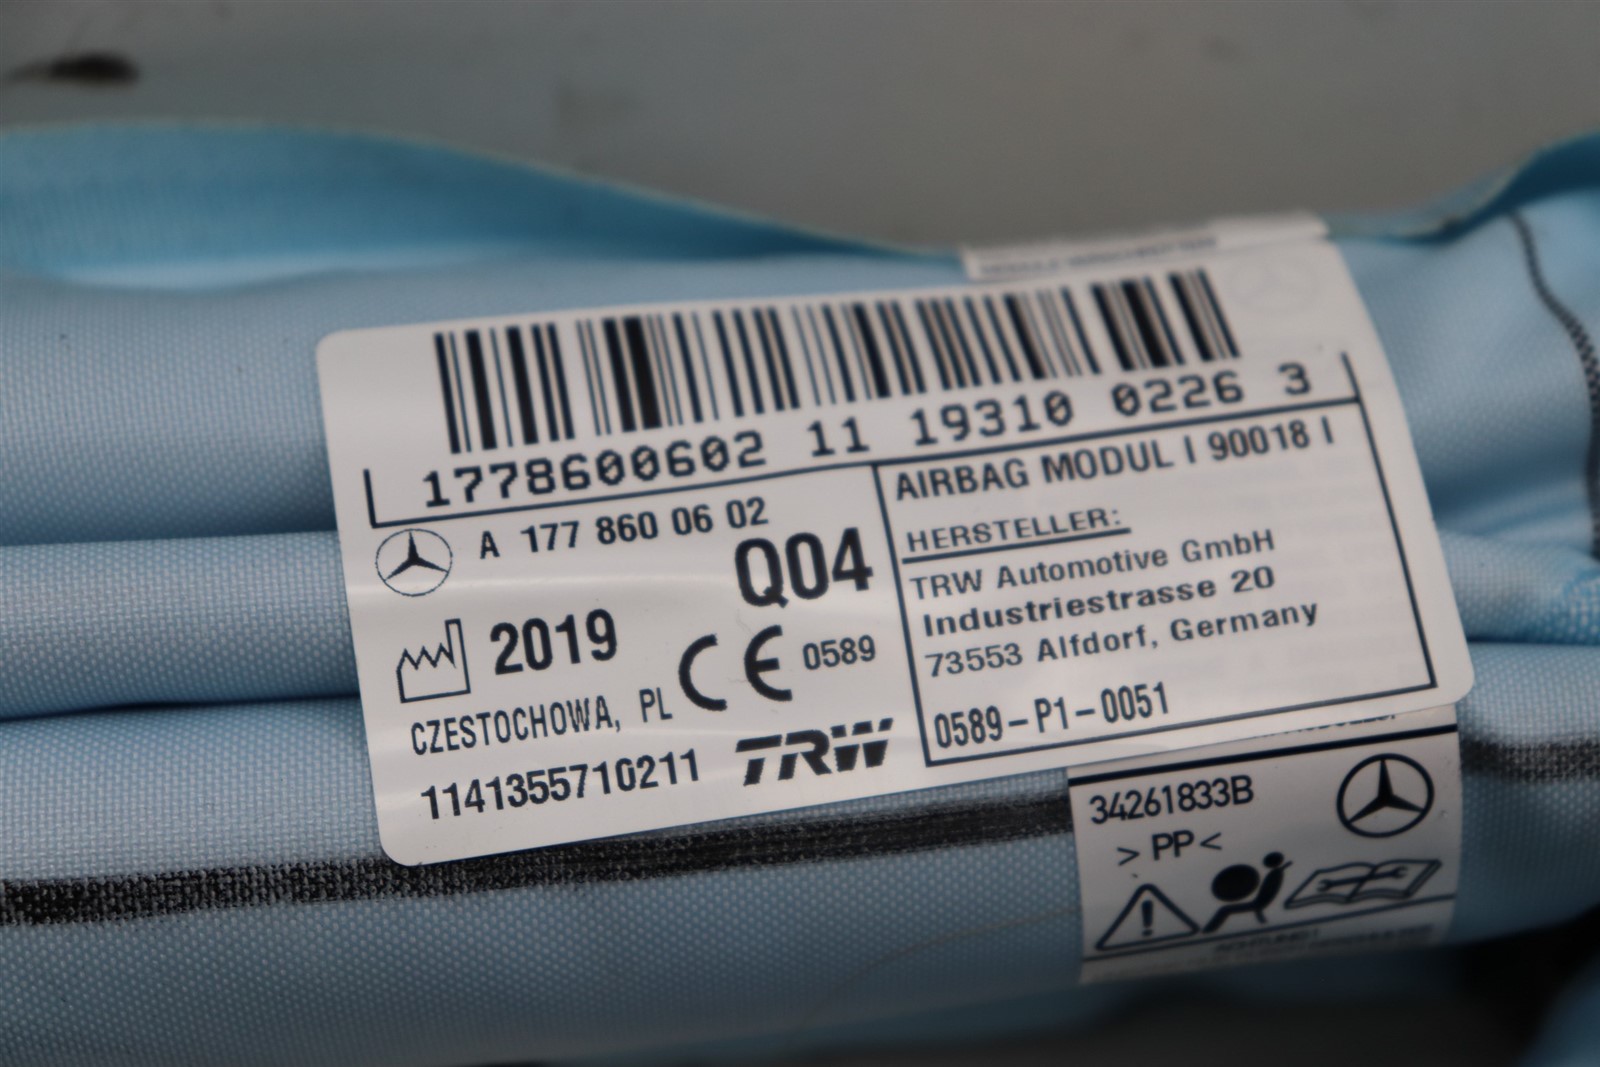 1778600602 11 19310 0226 3
A 177 860 06 02
Q04
2019
CE 0589
CZESTOCHOWA, PL
1141355710211 TRW
AIRBAG MODUL I 90018 I
HERSTELLER:
TRW Automotive GmbH
Industriestrasse 20
73553 Alfdorf, Germany
0589-P1-0051
34261833B
>PP<